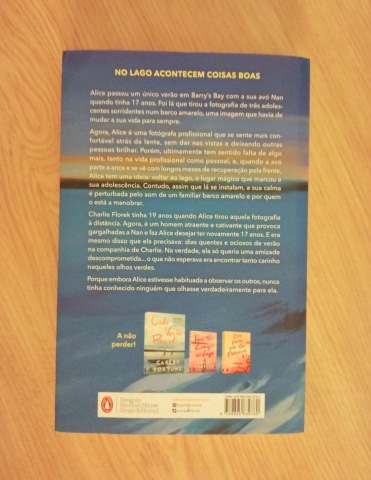 NO LAGO ACONTECEM COISAS BOAS
Alice passou um único verão em Barry's Bay com a sua avó Nan
quando tinha 17 anos. Foi lá que tirou a fotografia de três adoles-
centes sorridentes num barco amarelo, uma imagem que havia de
mudar a sua vida para sempre.
Agora, Alice é uma fotógrafa profissional que se sente mais con-
fortável atrás da lente, sem dar nas vistas e deixando outras
pessoas brilhar. Porém, ultimamente tem sentido falta de algo
mais, tanto na vida profissional como pessoal, e, quando a avó
parte a anca e se vê com longos meses de recuperação pela frente,
Alice tem uma ideia: voltar ao lago, o lugar mágico que marcou a
sua adolescência. Contudo, assim que lá se instalam, a sua calma
é perturbada pelo som de um familiar barco amarelo e por quem
o está a manobrar.
Charlie Florek tinha 19 anos quando Alice tirou aquela fotografia
à distância. Agora, é um homem atraente e cativante que provoca
gargalhadas a Nan e faz Alice desejar ter novamente 17 anos. E era
mesmo disso que ela precisava: dias quentes e ociosos de verão
na companhia de Charlie. Na verdade, ela só queria uma amizade
descomprometida... o que não esperava era encontrar tanto carinho
naqueles olhos verdes.
Porque embora Alice estivesse habituada a observar os outros, nunca
tinha conhecido ninguém que olhasse verdadeiramente para ela.
A não
perder!
CARLEY
FORTUNE
Penguin
Random House
Grupo Editorial